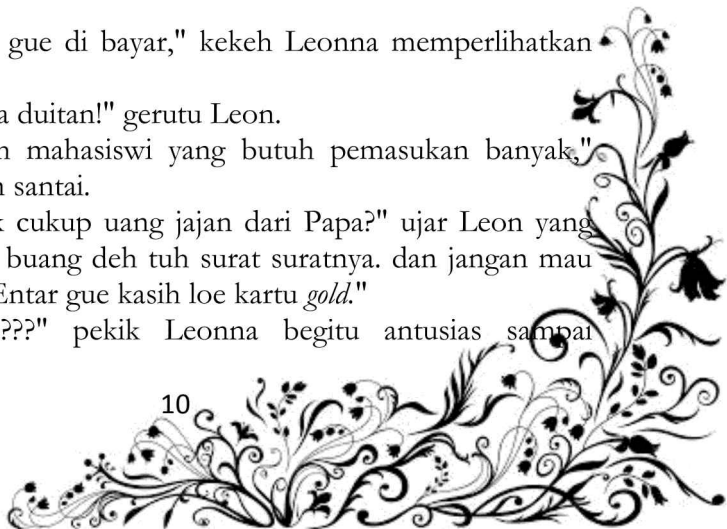 gue di bayar," kekeh Leonna memperlihatkan
duitan!" gerutu Leon.
mahasiswi yang butuh pemasukan banyak,"
santai.
cukup uang jajan dari Papa?" ujar Leon yang
buang deh tuh surat suratnya. dan jangan mau
Entar gue kasih loe kartu gold."
???" pekik Leonna begitu antusias sampai
10